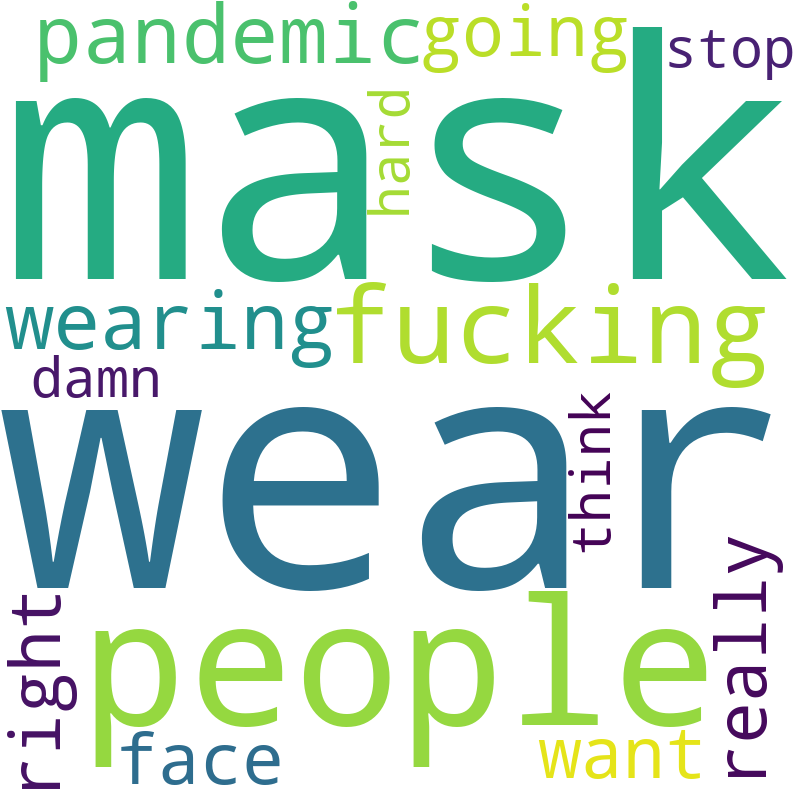 pandemic going stop
mask
hard
wearing fucking
damn
wear
think
right
people
really
face want